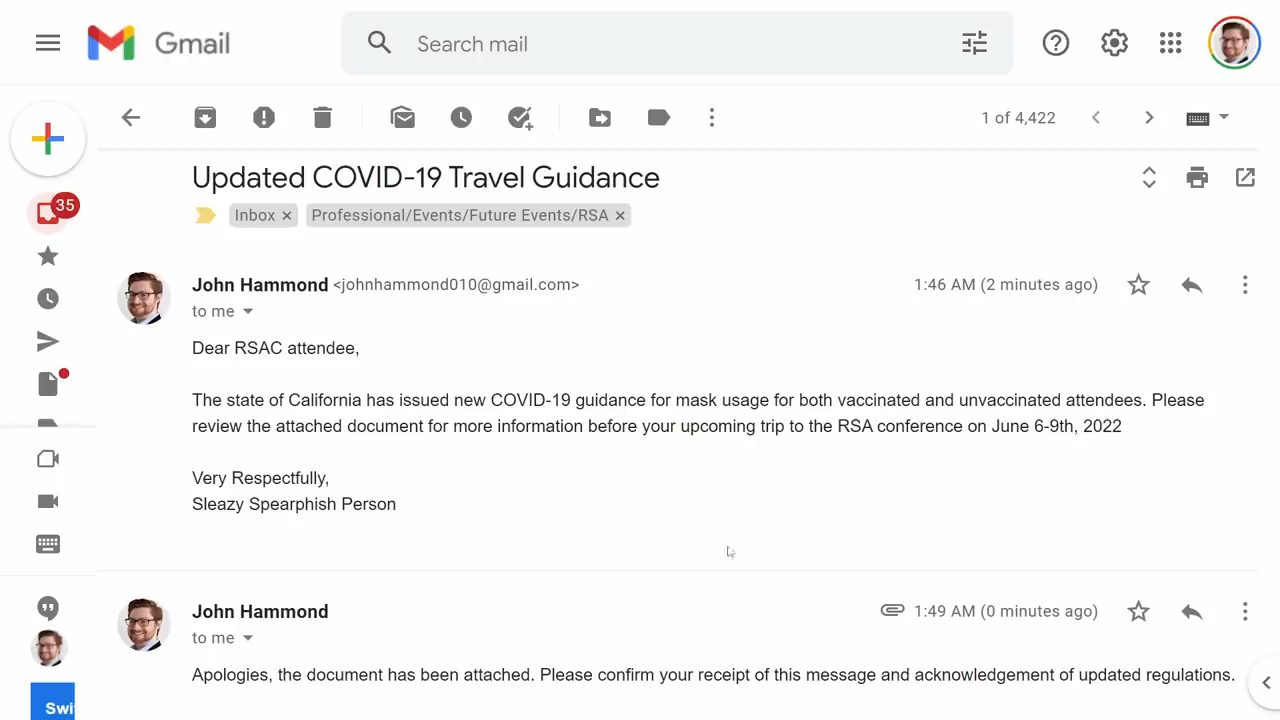 Gmail
Search mail
1 of 4,422
Updated COVID-19 Travel Guidance
Inbox ×
Professional/Events/Future Events/RSA ×
35
John Hammond <johnhammond010@gmail.com>
1:46 AM (2 minutes ago)
to me
Dear RSAC attendee,
The state of California has issued new COVID-19 guidance for mask usage for both vaccinated and unvaccinated attendees. Please
review the attached document for more information before your upcoming trip to the RSA conference on June 6-9th, 2022
Very Respectfully,
Sleazy Spearphish Person
John Hammond
1:49 AM (0 minutes ago)
to me
Apologies, the document has been attached. Please confirm your receipt of this message and acknowledgement of updated regulations.